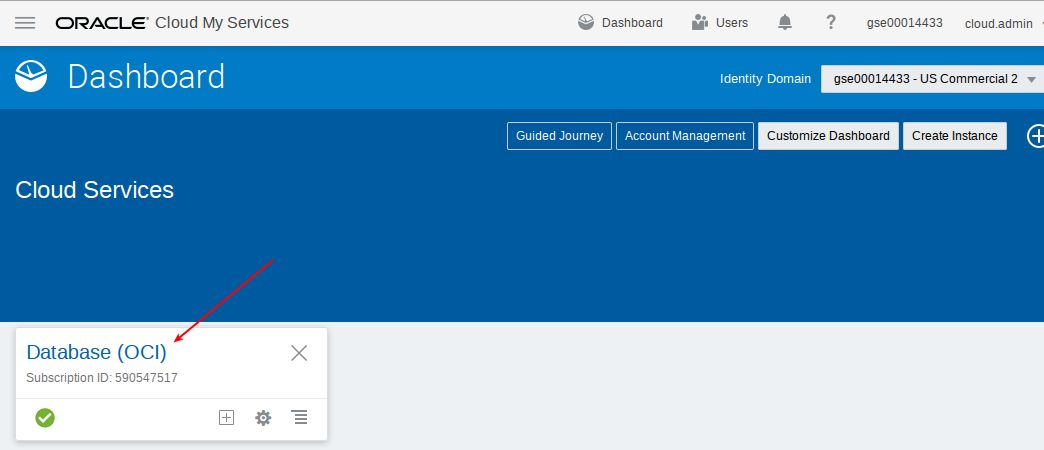 ORACLE Cloud My Services Dashboard Users ? gse00014433 cloud.admin
Dashboard Identity Domain gse00014433 - US Commercial 2
Guided Journey Account Management Customize Dashboard Create Instance
Cloud Services
Database (OCI)
Subscription ID: 590547517